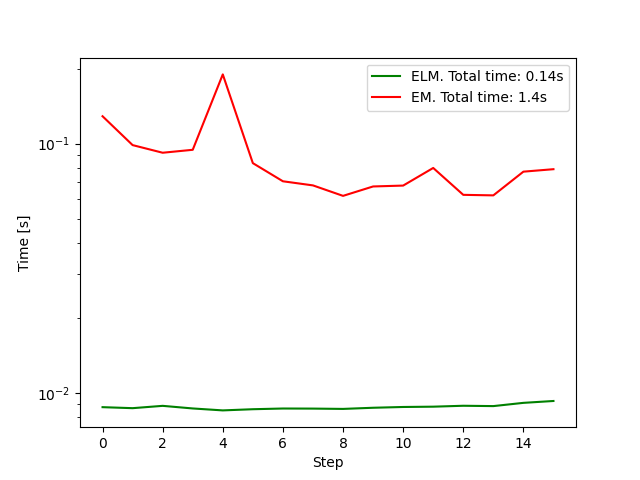 ELM. Total time: 0.14s
EM. Total time: 1.4s
10⁻¹
10⁻²
Time [s]
0 2 4 6 8 10 12 14
Step